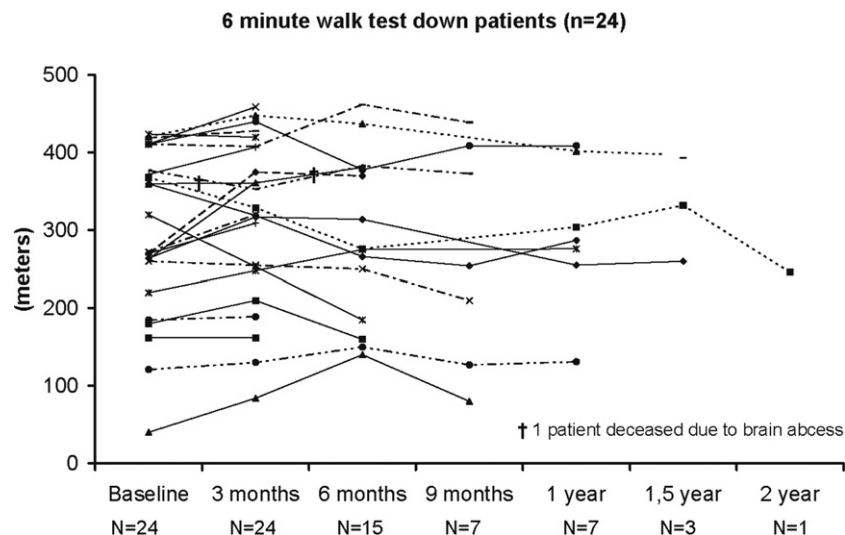 6 minute walk test down patients (n=24)
500
400
300
200
100
0
(meters)
† 1 patient deceased due to brain abcess
Baseline 3 months 6 months 9 months 1 year 1,5 year 2 year
N=24 N=24 N=15 N=7 N=7 N=3 N=1